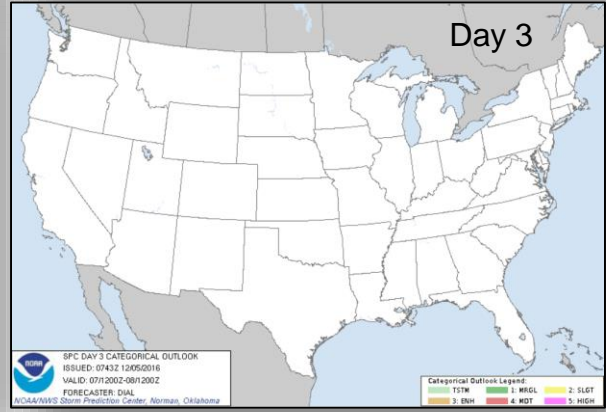 Day 3
NOAA
SPC DAY 3 CATEGORICAL OUTLOOK
ISSUED: 0743Z 12/05/2016
VALID: 07/1200Z-08/1200Z
FORECASTER: DIAL
NOAA/NWS Storm Prediction Center, Norman, Oklahoma
Categorical Outlook Legend:
TSTM 1: MRGL 2: SLGT
3: ENH 4: MDT 5: HIGH